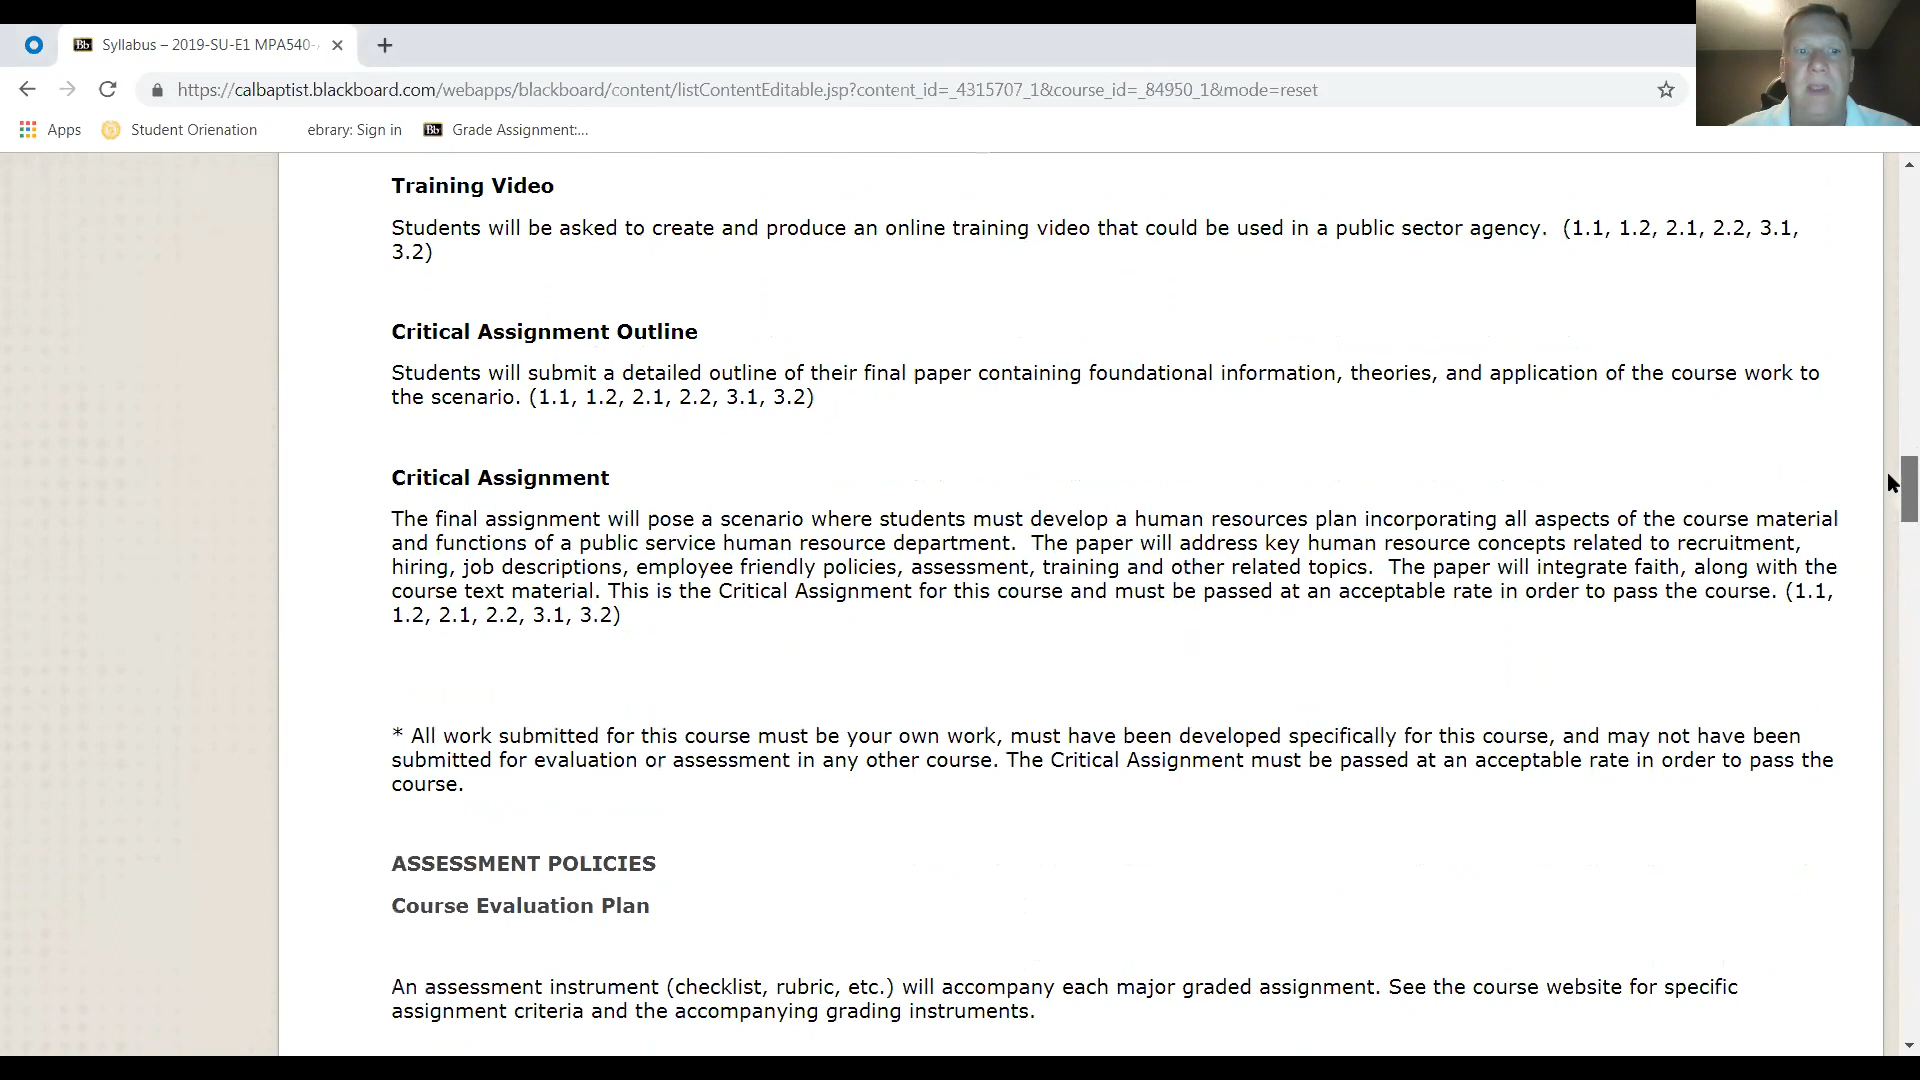 Syllabus – 2019-SU-E1 MPA540-
https://calbaptist.blackboard.com/webapps/blackboard/content/listContentEditable.jsp?content_id=_4315707_1&course_id=_84950_1&mode=reset
Apps Student Orienation ebrary: Sign in Bb Grade Assignment:...
Training Video
Students will be asked to create and produce an online training video that could be used in a public sector agency.  (1.1, 1.2, 2.1, 2.2, 3.1,
3.2)
Critical Assignment Outline
Students will submit a detailed outline of their final paper containing foundational information, theories, and application of the course work to
the scenario. (1.1, 1.2, 2.1, 2.2, 3.1, 3.2)
Critical Assignment
The final assignment will pose a scenario where students must develop a human resources plan incorporating all aspects of the course material
and functions of a public service human resource department.  The paper will address key human resource concepts related to recruitment,
hiring, job descriptions, employee friendly policies, assessment, training and other related topics.  The paper will integrate faith, along with the
course text material. This is the Critical Assignment for this course and must be passed at an acceptable rate in order to pass the course. (1.1,
1.2, 2.1, 2.2, 3.1, 3.2)
* All work submitted for this course must be your own work, must have been developed specifically for this course, and may not have been
submitted for evaluation or assessment in any other course. The Critical Assignment must be passed at an acceptable rate in order to pass the
course.
ASSESSMENT POLICIES
Course Evaluation Plan
An assessment instrument (checklist, rubric, etc.) will accompany each major graded assignment. See the course website for specific
assignment criteria and the accompanying grading instruments.